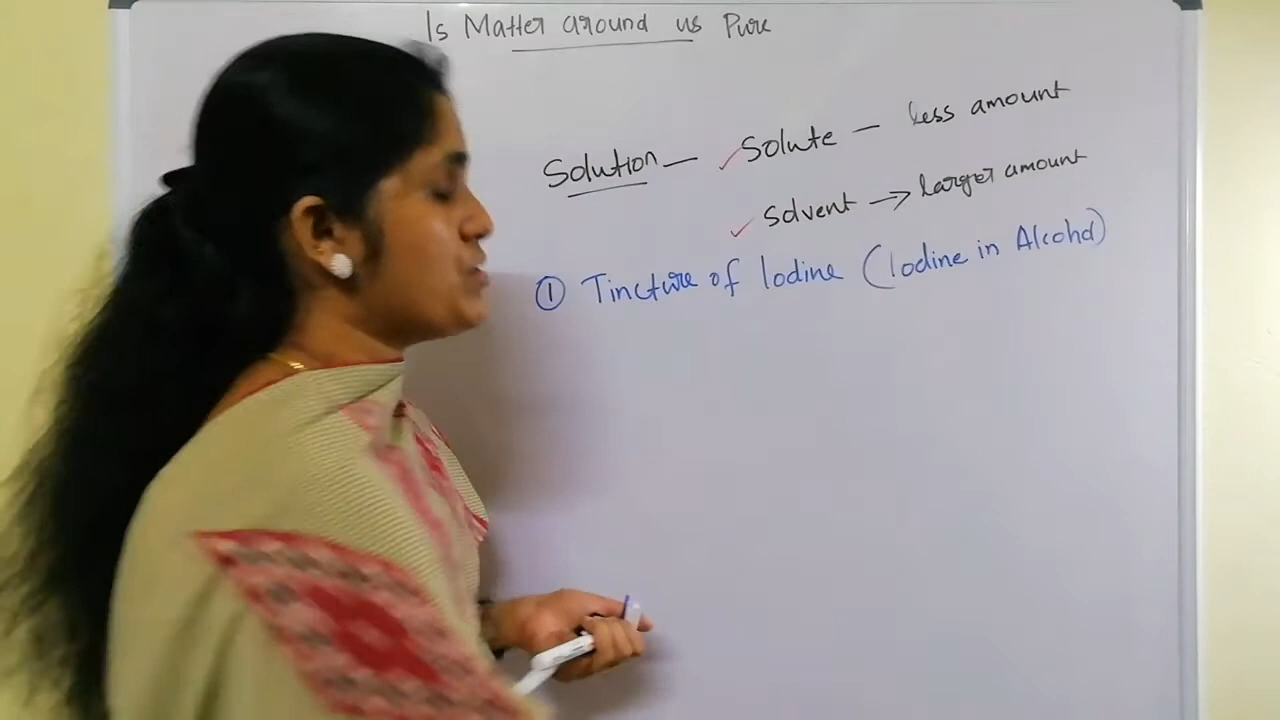 Is Matter around us Pure
Solution — ✓ Solute — less amount
✓ Solvent → larger amount
① Tincture of Iodine (Iodine in Alcohol)